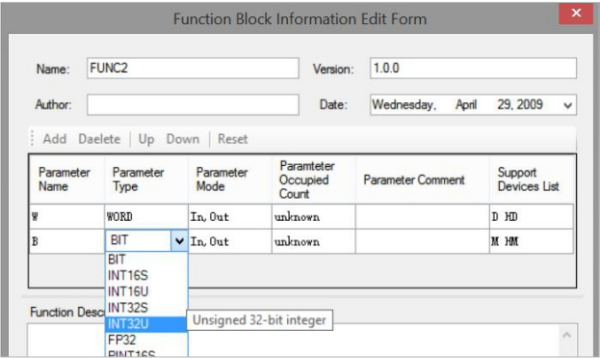 Function Block Information Edit Form
×
Name: FUNC2 Version: 1.0.0
Author: Date: Wednesday, April 29, 2009
Add Daelete Up Down Reset
Parameter Name Parameter Type Parameter Mode Paramteter Occupied Count Parameter Comment Support Devices List
W WORD In, Out unknown D HD
B BIT In, Out unknown M HM
BIT
INT16S
INT16U
Function Desc INT32S
INT32U Unsigned 32-bit integer
FP32
PINT16S